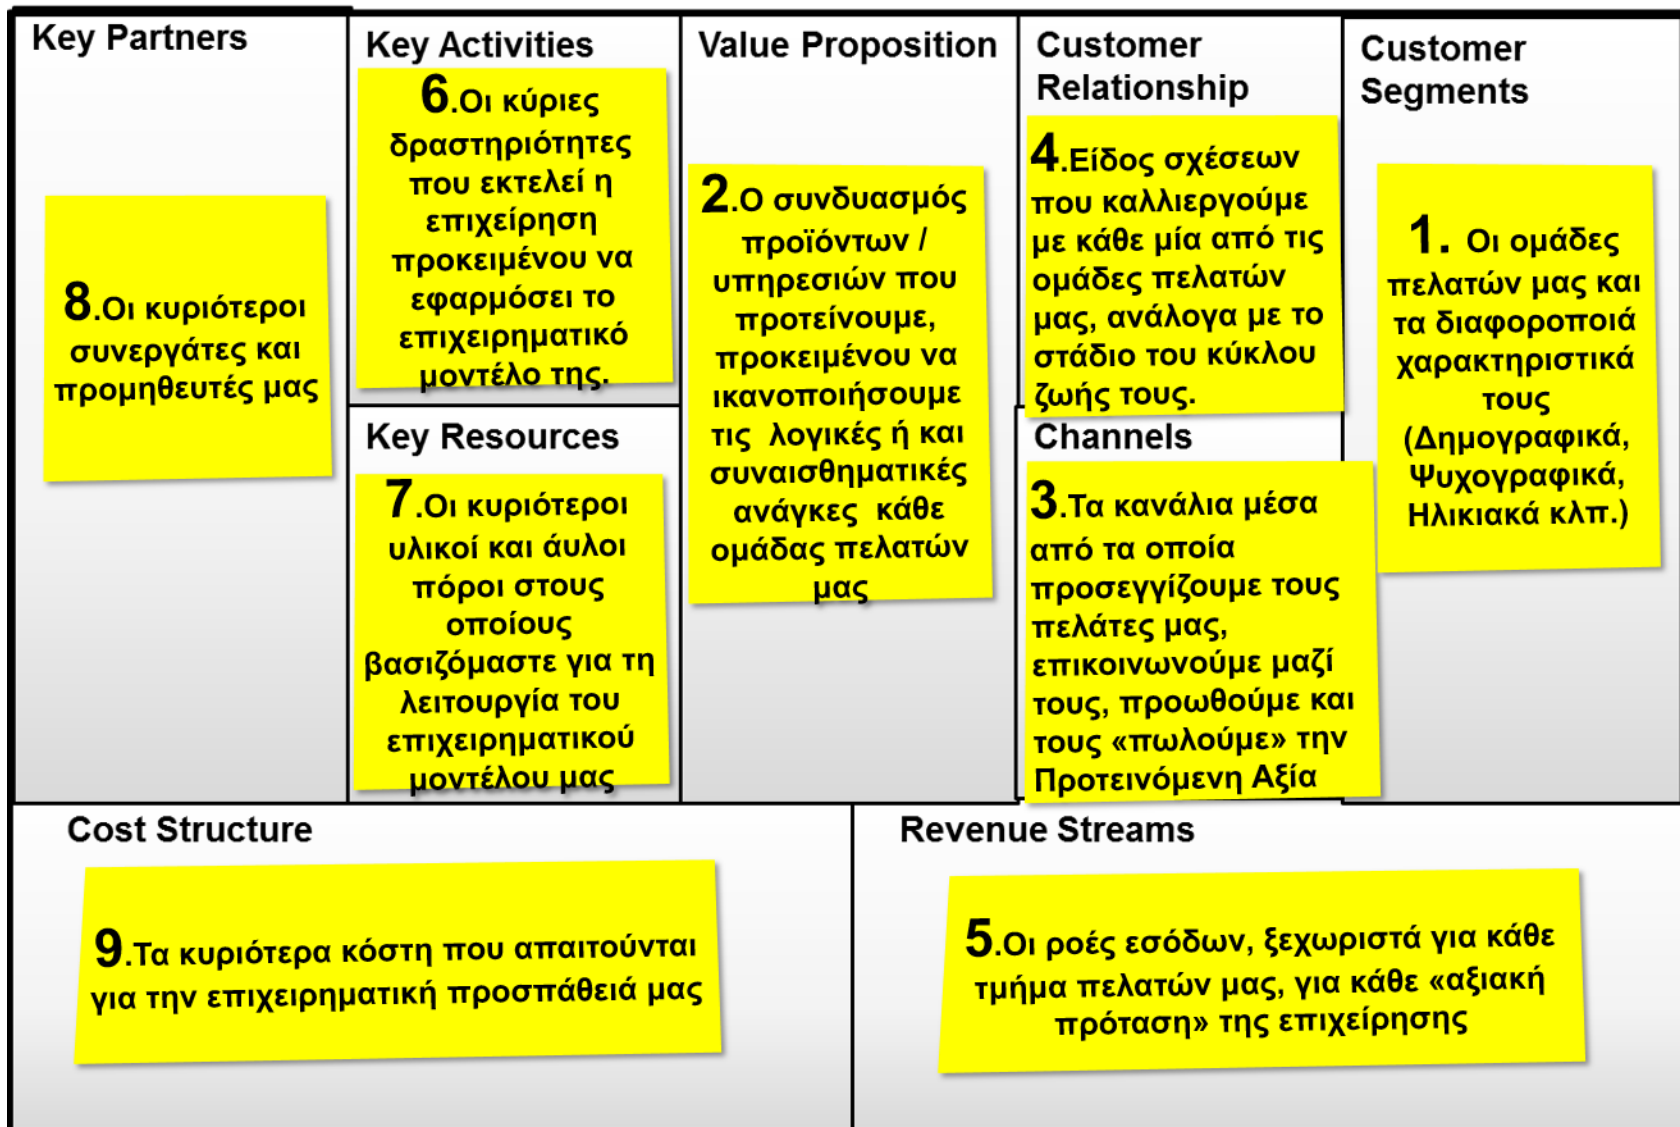 Key Partners
8.Οι κυριότεροι
συνεργάτες και
προμηθευτές μας
Key Activities
6.Οι κύριες
δραστηριότητες
που εκτελεί η
επιχείρηση
προκειμένου να
εφαρμόσει το
επιχειρηματικό
μοντέλο της.
Key Resources
7.Οι κυριότεροι
υλικοί και άυλοι
πόροι στους
οποίους
βασιζόμαστε για τη
λειτουργία του
επιχειρηματικού
μοντέλου μας
Value Proposition
2.Ο συνδυασμός
προϊόντων /
υπηρεσιών που
προτείνουμε,
προκειμένου να
ικανοποιήσουμε
τις λογικές ή και
συναισθηματικές
ανάγκες κάθε
ομάδας πελατών
μας
Customer
Relationship
4.Είδος σχέσεων
που καλλιεργούμε
με κάθε μία από τις
ομάδες πελατών
μας, ανάλογα με το
στάδιο του κύκλου
ζωής τους.
Channels
3.Τα κανάλια μέσα
από τα οποία
προσεγγίζουμε τους
πελάτες μας,
επικοινωνούμε μαζί
τους, προωθούμε και
τους «πωλούμε» την
Προτεινόμενη Αξία
Customer
Segments
1. Οι ομάδες
πελατών μας και
τα διαφοροποιά
χαρακτηριστικά
τους
(Δημογραφικά,
Ψυχογραφικά,
Ηλικιακά κλπ.)
Cost Structure
9.Τα κυριότερα κόστη που απαιτούνται
για την επιχειρηματική προσπάθειά μας
Revenue Streams
5.Οι ροές εσόδων, ξεχωριστά για κάθε
τμήμα πελατών μας, για κάθε «αξιακή
πρόταση» της επιχείρησης